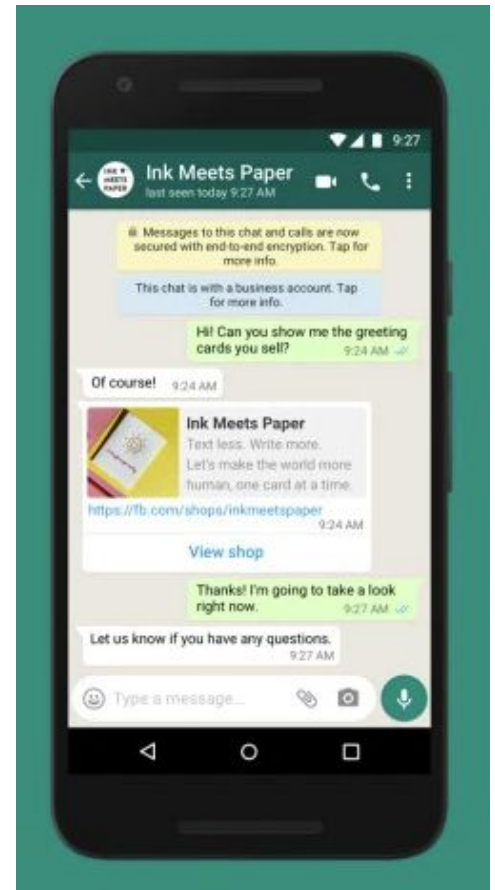 9:27
INK ♥
MEETS
PAPER
Ink Meets Paper
last seen today 9:27 AM
Messages to this chat and calls are now
secured with end-to-end encryption. Tap for
more info.
This chat is with a business account. Tap
for more info.
Hi! Can you show me the greeting
cards you sell? 9:24 AM
Of course! 9:24 AM
Ink Meets Paper
Text less. Write more.
Let's make the world more
human, one card at a time.
https://fb.com/shops/inkmeetspaper
9:24 AM
View shop
Thanks! I'm going to take a look
right now. 9:27 AM
Let us know if you have any questions.
9:27 AM
Type a message...